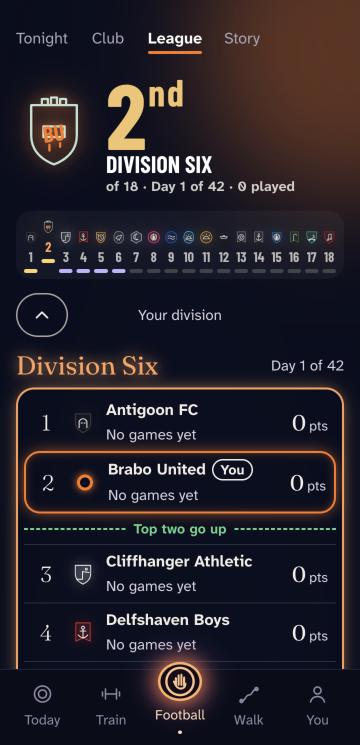 Tonight Club League Story
2nd
DIVISION SIX
of 18 · Day 1 of 42 · 0 played
1 2 3 4 5 6 7 8 9 10 11 12 13 14 15 16 17 18
Your division
Division Six Day 1 of 42
1 Antigoon FC 0 pts
No games yet
2 Brabo United You 0 pts
No games yet
Top two go up
3 Cliffhanger Athletic 0 pts
No games yet
4 Delfshaven Boys 0 pts
No games yet
Today Train Football Walk You